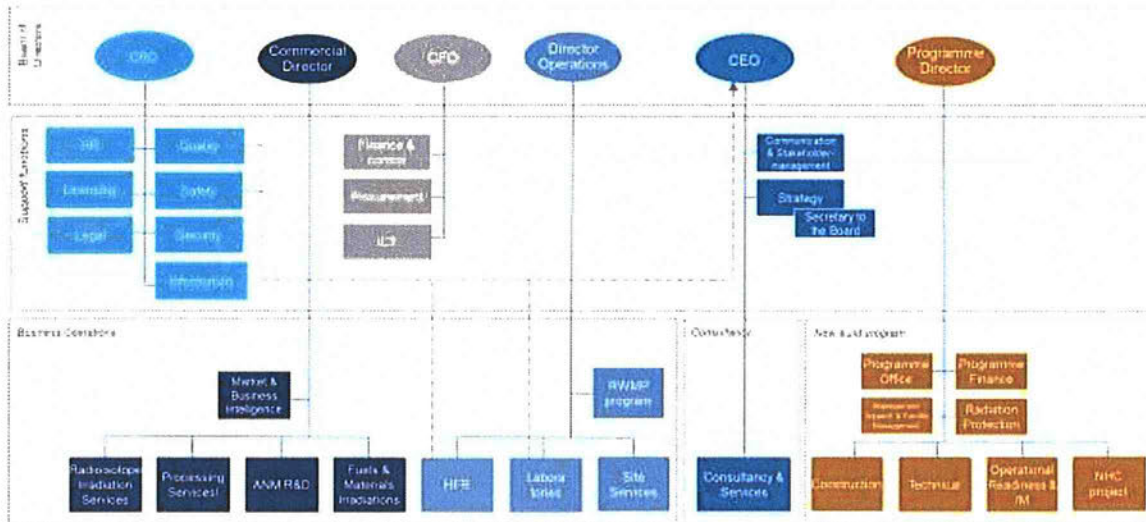 Board of
Directors
Commercial
Director
CFO
Director
Operations
CEO
Programme
Director
Support functions
HR
Quality
Licensing
Safety
Legal
Security
Finance &
control
Procurement
Communication
& Stakeholder
management
Strategy
Secretary to
the Board
Business Operations
Consultancy
New build program
Market &
Business
Intelligence
RWMP
program
Programme
Office
Programme
Finance
Radiation
Protection
Radioisotope
Irradiation
Services
Processing
Services
ANM R&D
Fuels &
Materials
Irradiations
HFR
Labora
tories
Site
Services
Consultancy &
Services
Construction
Operational
Readiness &
NHC
project